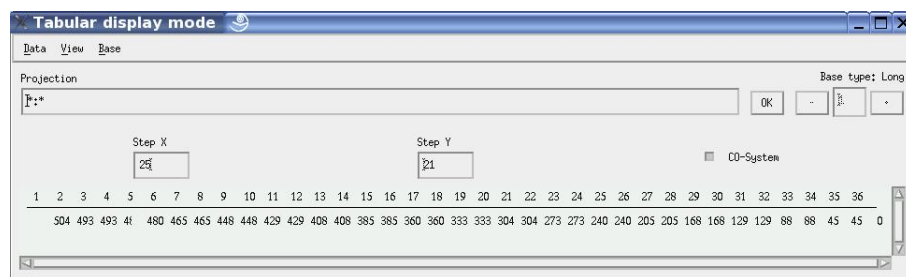 Tabular display mode
Data View Base
Projection Base type: Long
*:* OK - +
Step X Step Y
25 21 CO-System
1 2 3 4 5 6 7 8 9 10 11 12 13 14 15 16 17 18 19 20 21 22 23 24 25 26 27 28 29 30 31 32 33 34 35 36
504 493 493 480 465 465 448 448 429 429 408 408 385 385 360 360 333 333 304 304 273 273 240 240 205 205 168 168 129 129 88 88 45 45 0